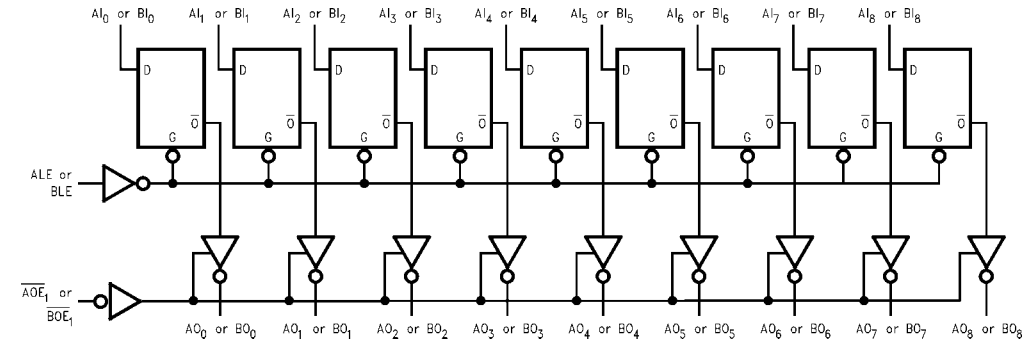 AI₀ or BI₀ AI₁ or BI₁ AI₂ or BI₂ AI₃ or BI₃ AI₄ or BI₄ AI₅ or BI₅ AI₆ or BI₆ AI₇ or BI₇ AI₈ or BI₈
D D D D D D D D D
O̅ O̅ O̅ O̅ O̅ O̅ O̅ O̅ O̅
G G G G G G G G G
ALE or
BLE
A̅O̅E̅₁ or
B̅O̅E̅₁
AO₀ or BO₀ AO₁ or BO₁ AO₂ or BO₂ AO₃ or BO₃ AO₄ or BO₄ AO₅ or BO₅ AO₆ or BO₆ AO₇ or BO₇ AO₈ or BO₈